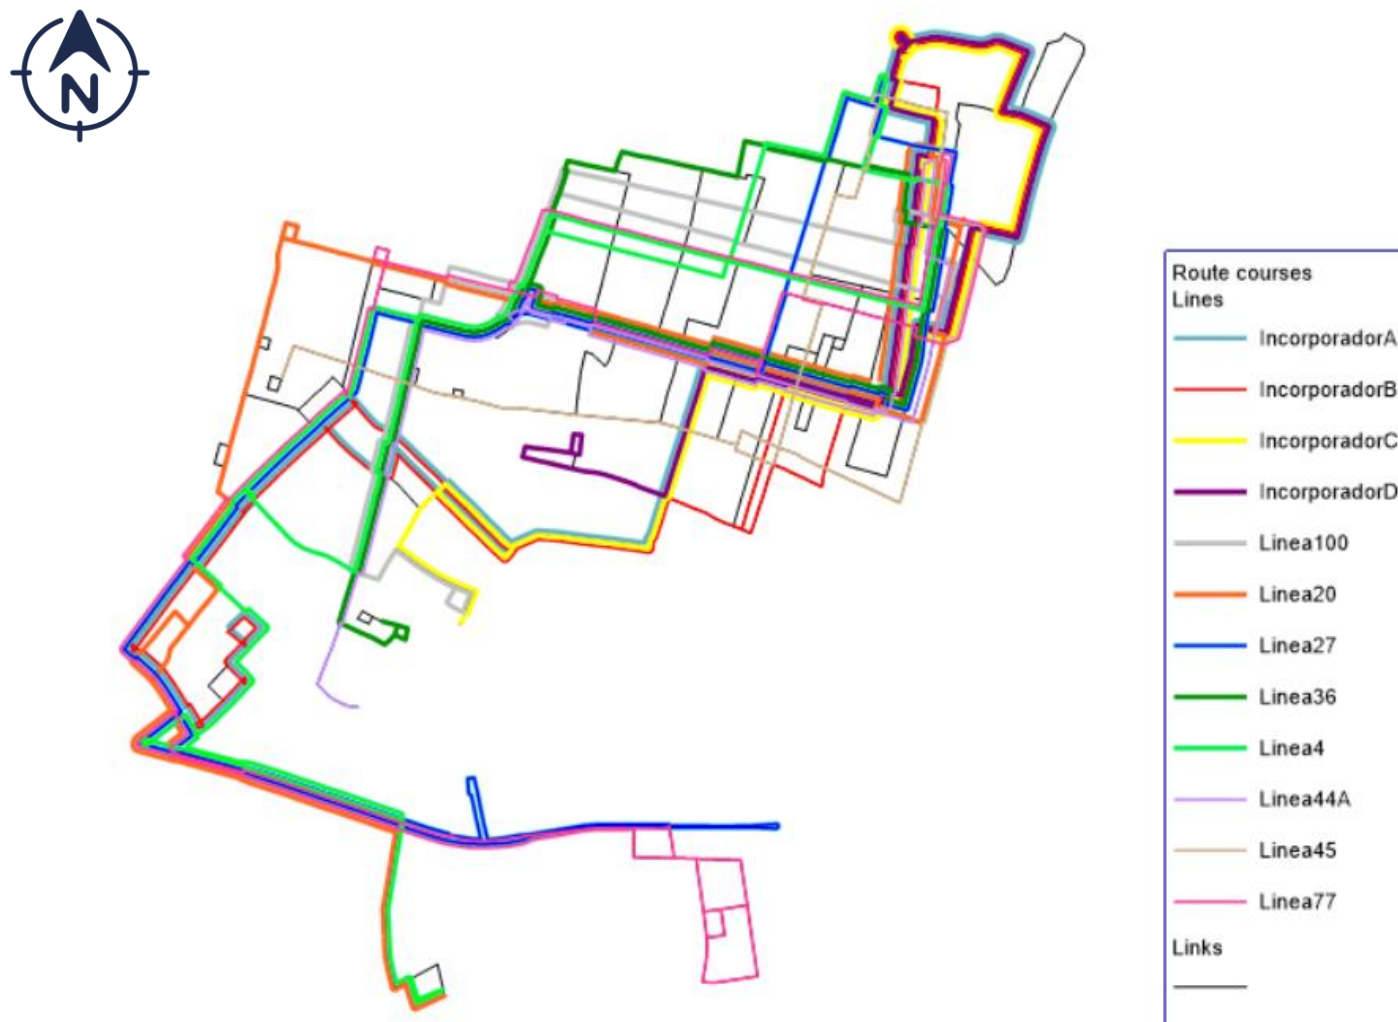 N
Route courses
Lines
IncorporadorA
IncorporadorB
IncorporadorC
IncorporadorD
Linea100
Linea20
Linea27
Linea36
Linea4
Linea44A
Linea45
Linea77
Links